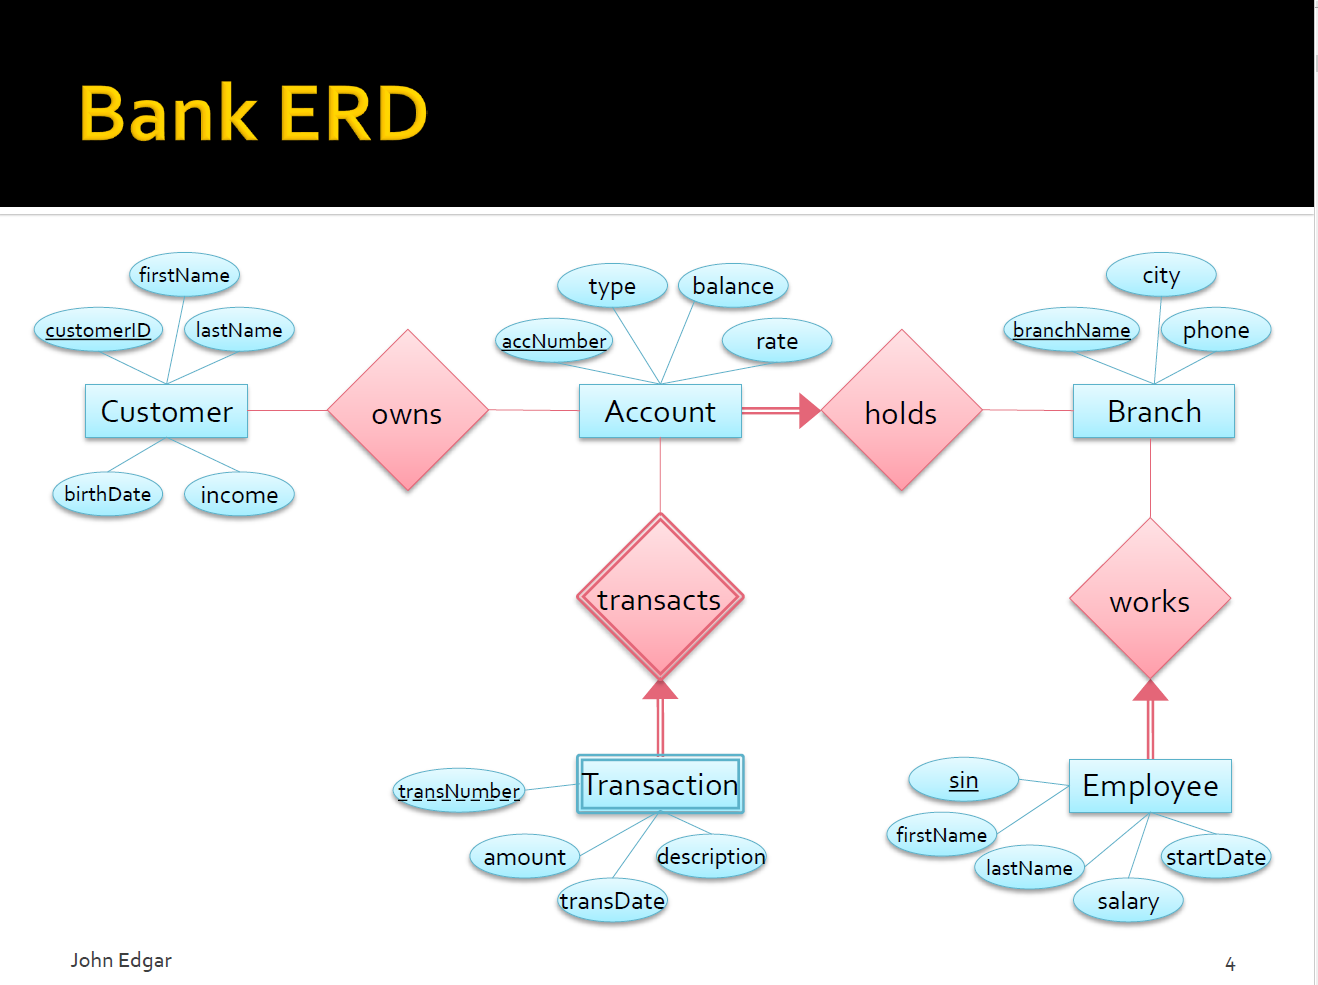 Bank ERD
firstName
customerID
lastName
Customer
birthDate
income
owns
type
balance
accNumber
rate
Account
holds
city
branchName
phone
Branch
transacts
works
transNumber
Transaction
amount
description
transDate
sin
Employee
firstName
lastName
startDate
salary
John Edgar
4